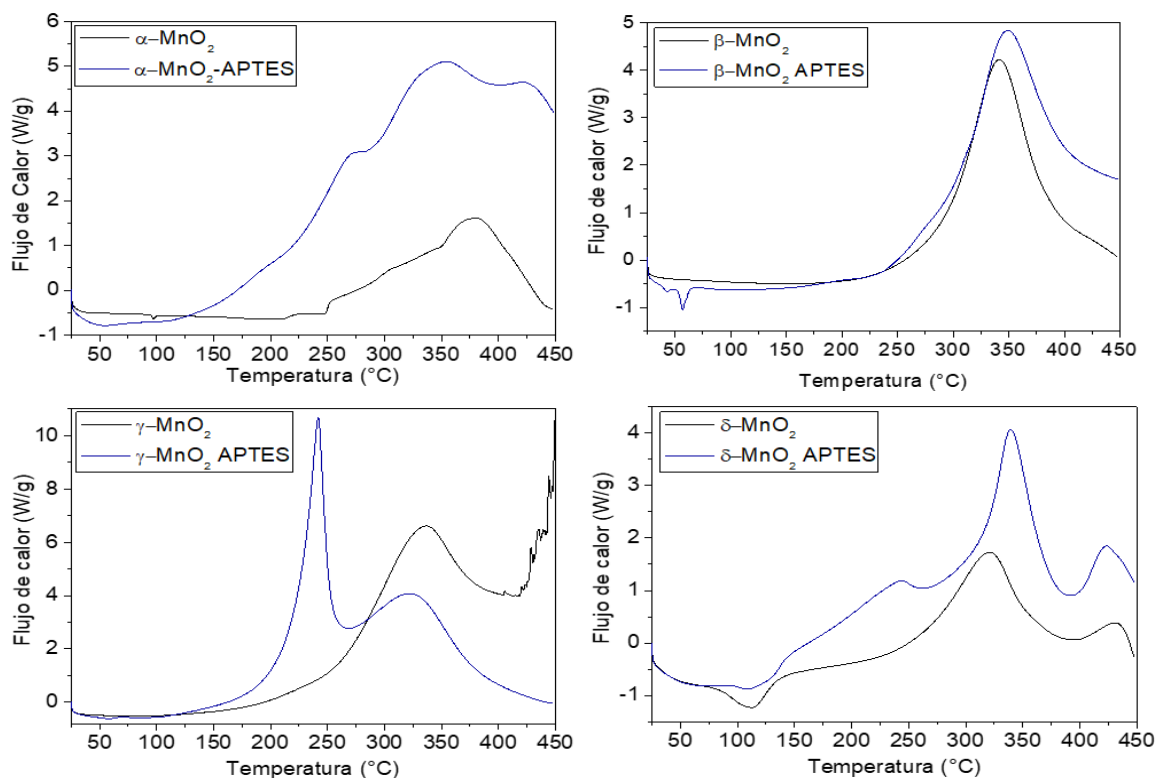 6
5
4
3
2
1
0
-1
Flujo de Calor (W/g)
α–MnO₂
α–MnO₂-APTES
50 100 150 200 250 300 350 400 450
Temperatura (°C)
5
4
3
2
1
0
-1
Flujo de calor (W/g)
β–MnO₂
β–MnO₂ APTES
50 100 150 200 250 300 350 400 450
Temperatura (°C)
10
8
6
4
2
0
Flujo de calor (W/g)
γ–MnO₂
γ–MnO₂ APTES
50 100 150 200 250 300 350 400 450
Temperatura (°C)
4
3
2
1
0
-1
Flujo de calor (W/g)
δ–MnO₂
δ–MnO₂ APTES
50 100 150 200 250 300 350 400 450
Temperatura (°C)